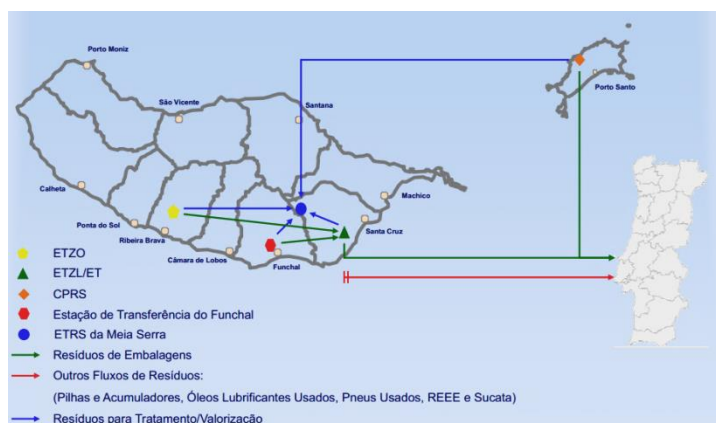 Porto Moniz
São Vicente
Santana
Porto Santo
Calheta
Machico
Ponta do Sol
Ribeira Brava
Santa Cruz
Câmara de Lobos
Funchal
ETZO
ETZL/ET
CPRS
Estação de Transferência do Funchal
ETRS da Meia Serra
Resíduos de Embalagens
Outros Fluxos de Resíduos:
(Pilhas e Acumuladores, Óleos Lubrificantes Usados, Pneus Usados, REEE e Sucata)
Resíduos para Tratamento/Valorização